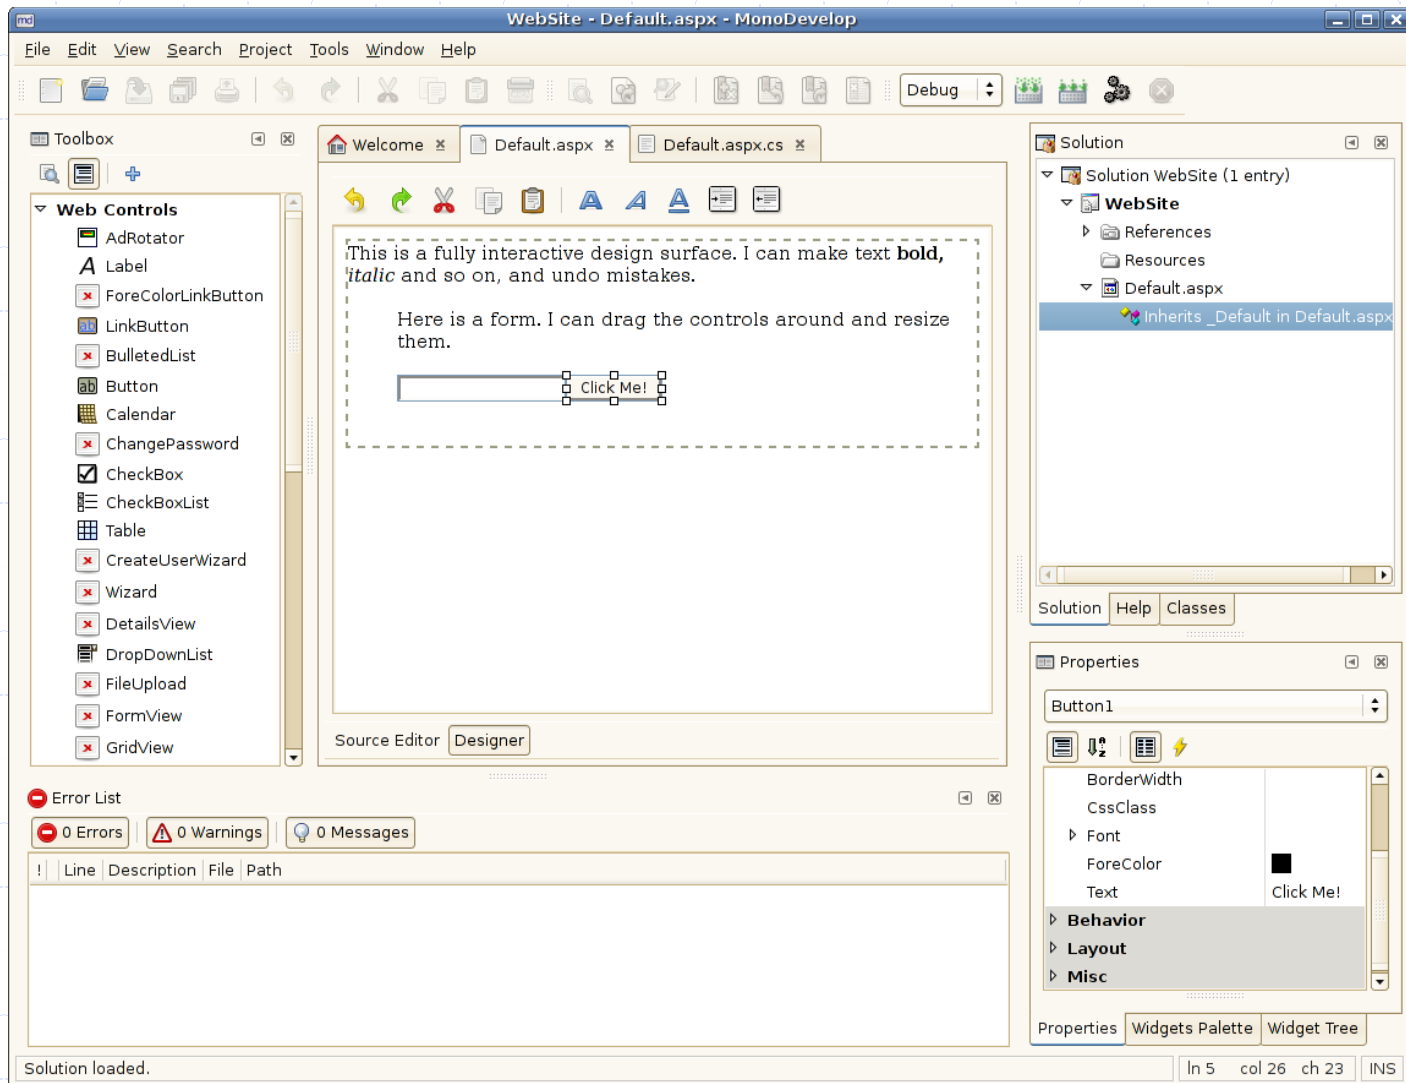 WebSite - Default.aspx - MonoDevelop
File Edit View Search Project Tools Window Help
Debug
Toolbox
Web Controls
AdRotator
Label
ForeColorLinkButton
LinkButton
BulletedList
Button
Calendar
ChangePassword
CheckBox
CheckBoxList
Table
CreateUserWizard
Wizard
DetailsView
DropDownList
FileUpload
FormView
GridView
Welcome
Default.aspx
Default.aspx.cs
This is a fully interactive design surface. I can make text bold,
italic and so on, and undo mistakes.
Here is a form. I can drag the controls around and resize
them.
Click Me!
Source Editor Designer
Solution
Solution WebSite (1 entry)
WebSite
References
Resources
Default.aspx
Inherits _Default in Default.aspx
Solution Help Classes
Properties
Button1
BorderWidth
CssClass
Font
ForeColor
Text Click Me!
Behavior
Layout
Misc
Properties Widgets Palette Widget Tree
Error List
0 Errors 0 Warnings 0 Messages
! Line Description File Path
Solution loaded.
ln 5 col 26 ch 23 INS